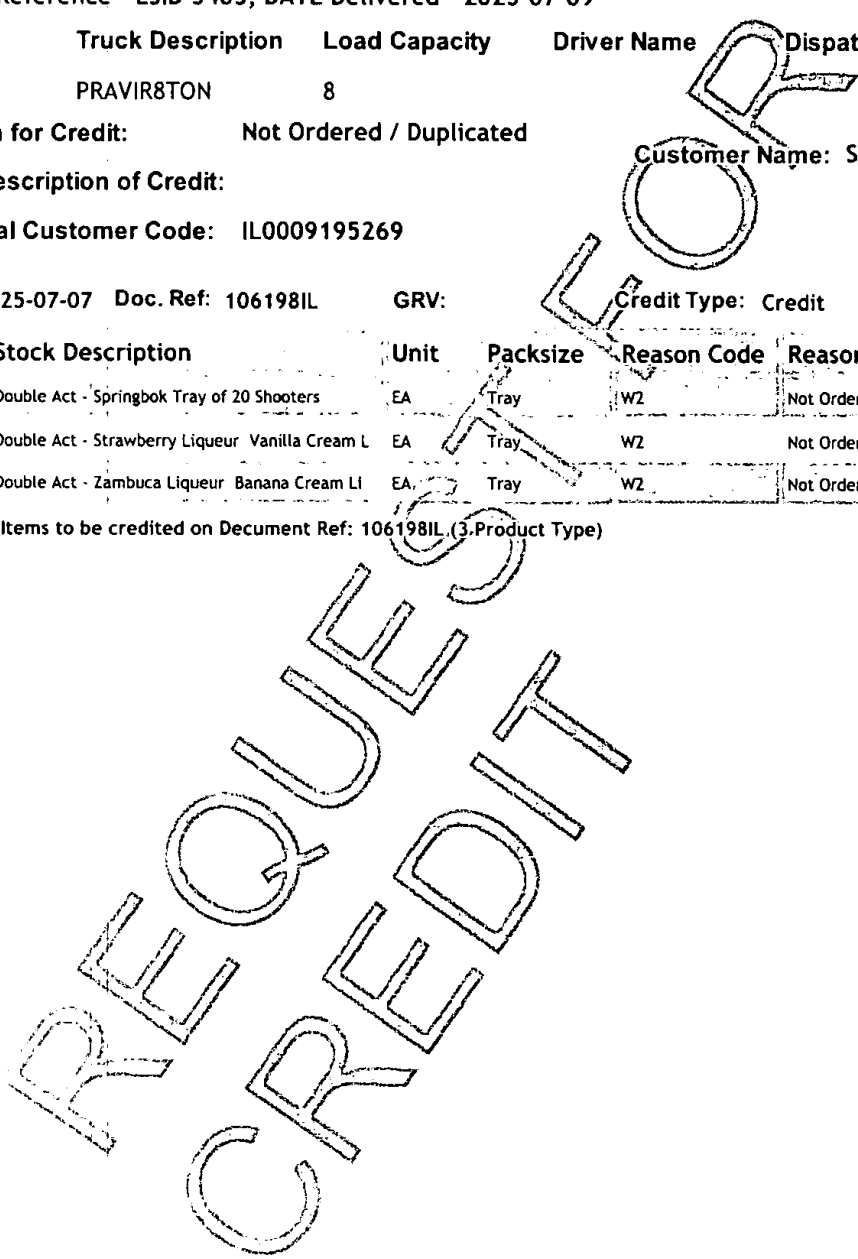 Truck Description Load Capacity Driver Name Dispat
PRAVIR8TON 8
for Credit: Not Ordered / Duplicated
Customer Name: S
escription of Credit:
al Customer Code: IL0009195269
25-07-07 Doc. Ref: 106198IL GRV: Credit Type: Credit
Stock Description Unit Packsize Reason Code Reason
Double Act - Springbok Tray of 20 Shooters EA Tray W2 Not Order
Double Act - Strawberry Liqueur Vanilla Cream L EA Tray W2 Not Order
Double Act - Zambuca Liqueur Banana Cream Li EA Tray W2 Not Order
Items to be credited on Document Ref: 106198IL (3 Product Type)
REQUEST FOR
CREDIT